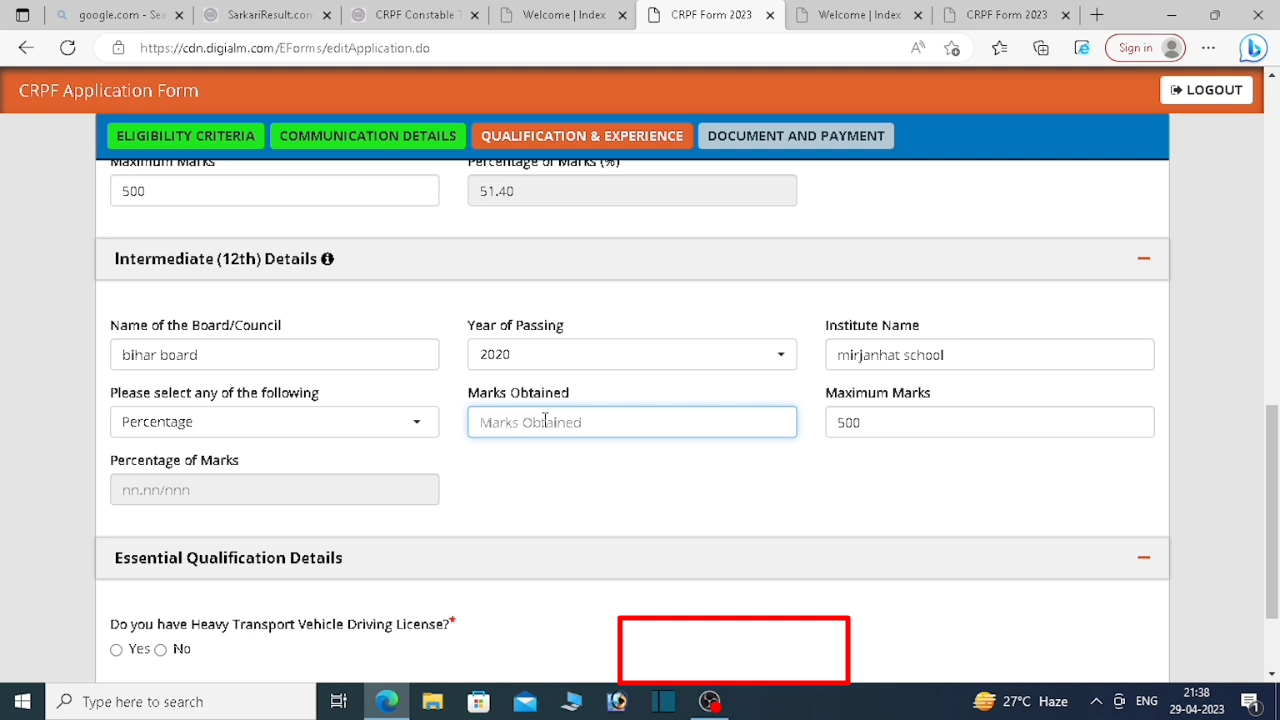 google.com - Sea
SarkariResult.com
CRPF Constable T
Welcome | Index
CRPF Form 2023
Welcome | Index
CRPF Form 2023
https://cdn.digialm.com/EForms/editApplication.do
Sign in
CRPF Application Form
LOGOUT
ELIGIBILITY CRITERIA
COMMUNICATION DETAILS
QUALIFICATION & EXPERIENCE
DOCUMENT AND PAYMENT
Maximum Marks
Percentage of Marks (%)
500
51.40
Intermediate (12th) Details
Name of the Board/Council
Year of Passing
Institute Name
bihar board
2020
mirjanhat school
Please select any of the following
Marks Obtained
Maximum Marks
Percentage
Marks Obtained
500
Percentage of Marks
nn.nn/nnn
Essential Qualification Details
Do you have Heavy Transport Vehicle Driving License?*
Yes No
Type here to search
27°C Haze
ENG
21:38
29-04-2023
1